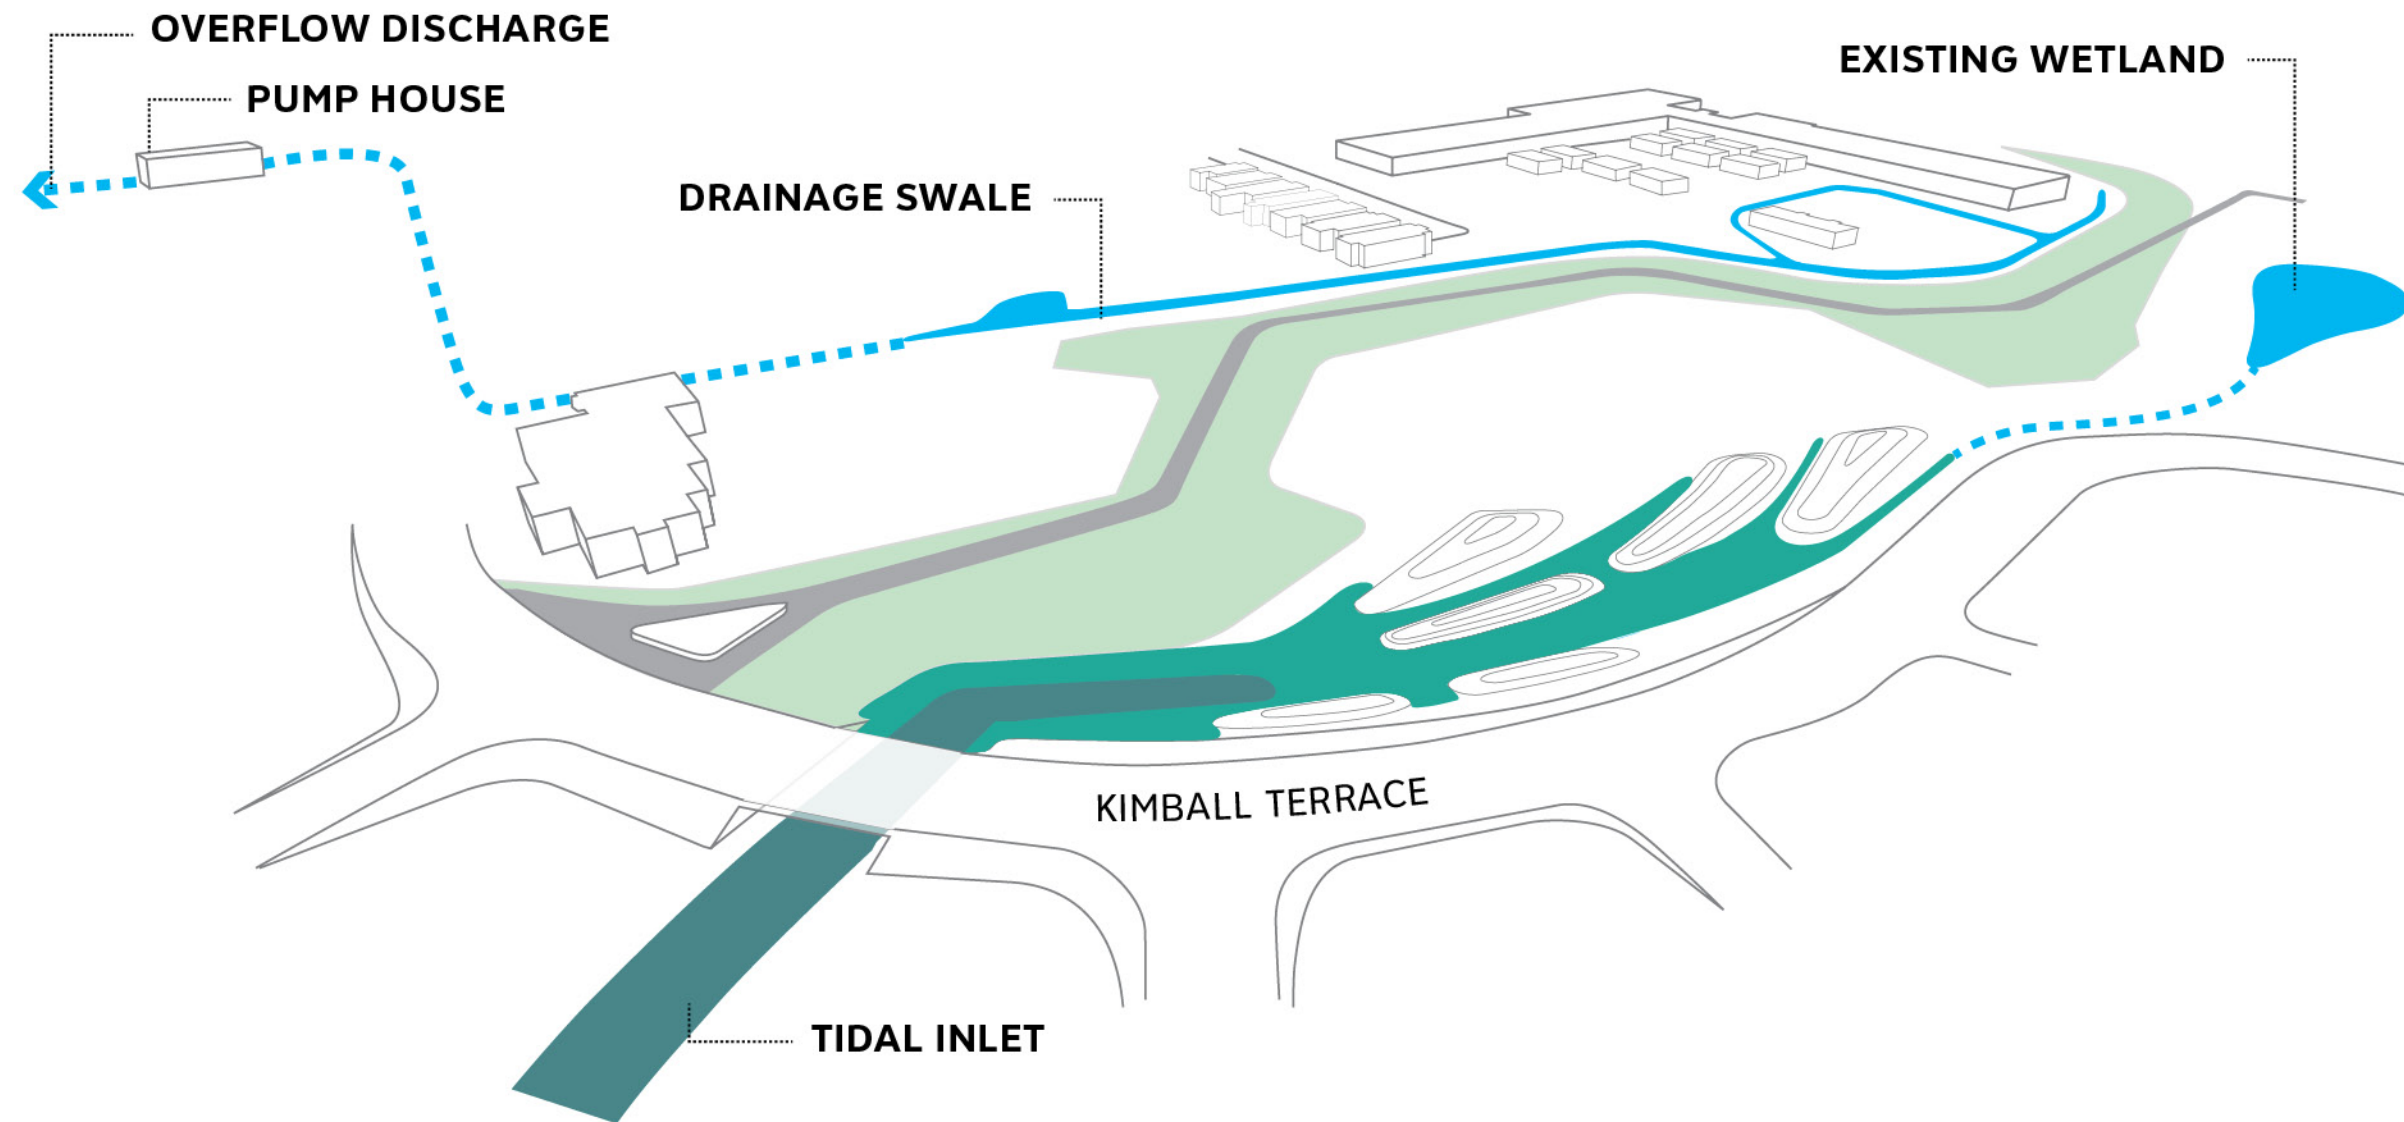 OVERFLOW DISCHARGE
EXISTING WETLAND
PUMP HOUSE
DRAINAGE SWALE
KIMBALL TERRACE
TIDAL INLET